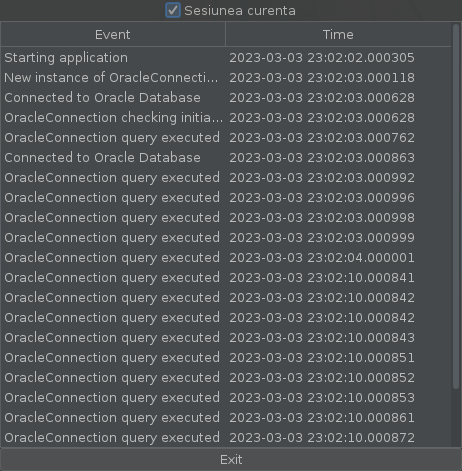 Sesiunea curenta
Event Time
Starting application 2023-03-03 23:02:02.000305
New instance of OracleConnecti... 2023-03-03 23:02:03.000118
Connected to Oracle Database 2023-03-03 23:02:03.000628
OracleConnection checking initia... 2023-03-03 23:02:03.000628
OracleConnection query executed 2023-03-03 23:02:03.000762
Connected to Oracle Database 2023-03-03 23:02:03.000863
OracleConnection query executed 2023-03-03 23:02:03.000992
OracleConnection query executed 2023-03-03 23:02:03.000996
OracleConnection query executed 2023-03-03 23:02:03.000998
OracleConnection query executed 2023-03-03 23:02:03.000999
OracleConnection query executed 2023-03-03 23:02:04.000001
OracleConnection query executed 2023-03-03 23:02:10.000841
OracleConnection query executed 2023-03-03 23:02:10.000842
OracleConnection query executed 2023-03-03 23:02:10.000842
OracleConnection query executed 2023-03-03 23:02:10.000843
OracleConnection query executed 2023-03-03 23:02:10.000851
OracleConnection query executed 2023-03-03 23:02:10.000852
OracleConnection query executed 2023-03-03 23:02:10.000853
OracleConnection query executed 2023-03-03 23:02:10.000861
OracleConnection query executed 2023-03-03 23:02:10.000872
Exit